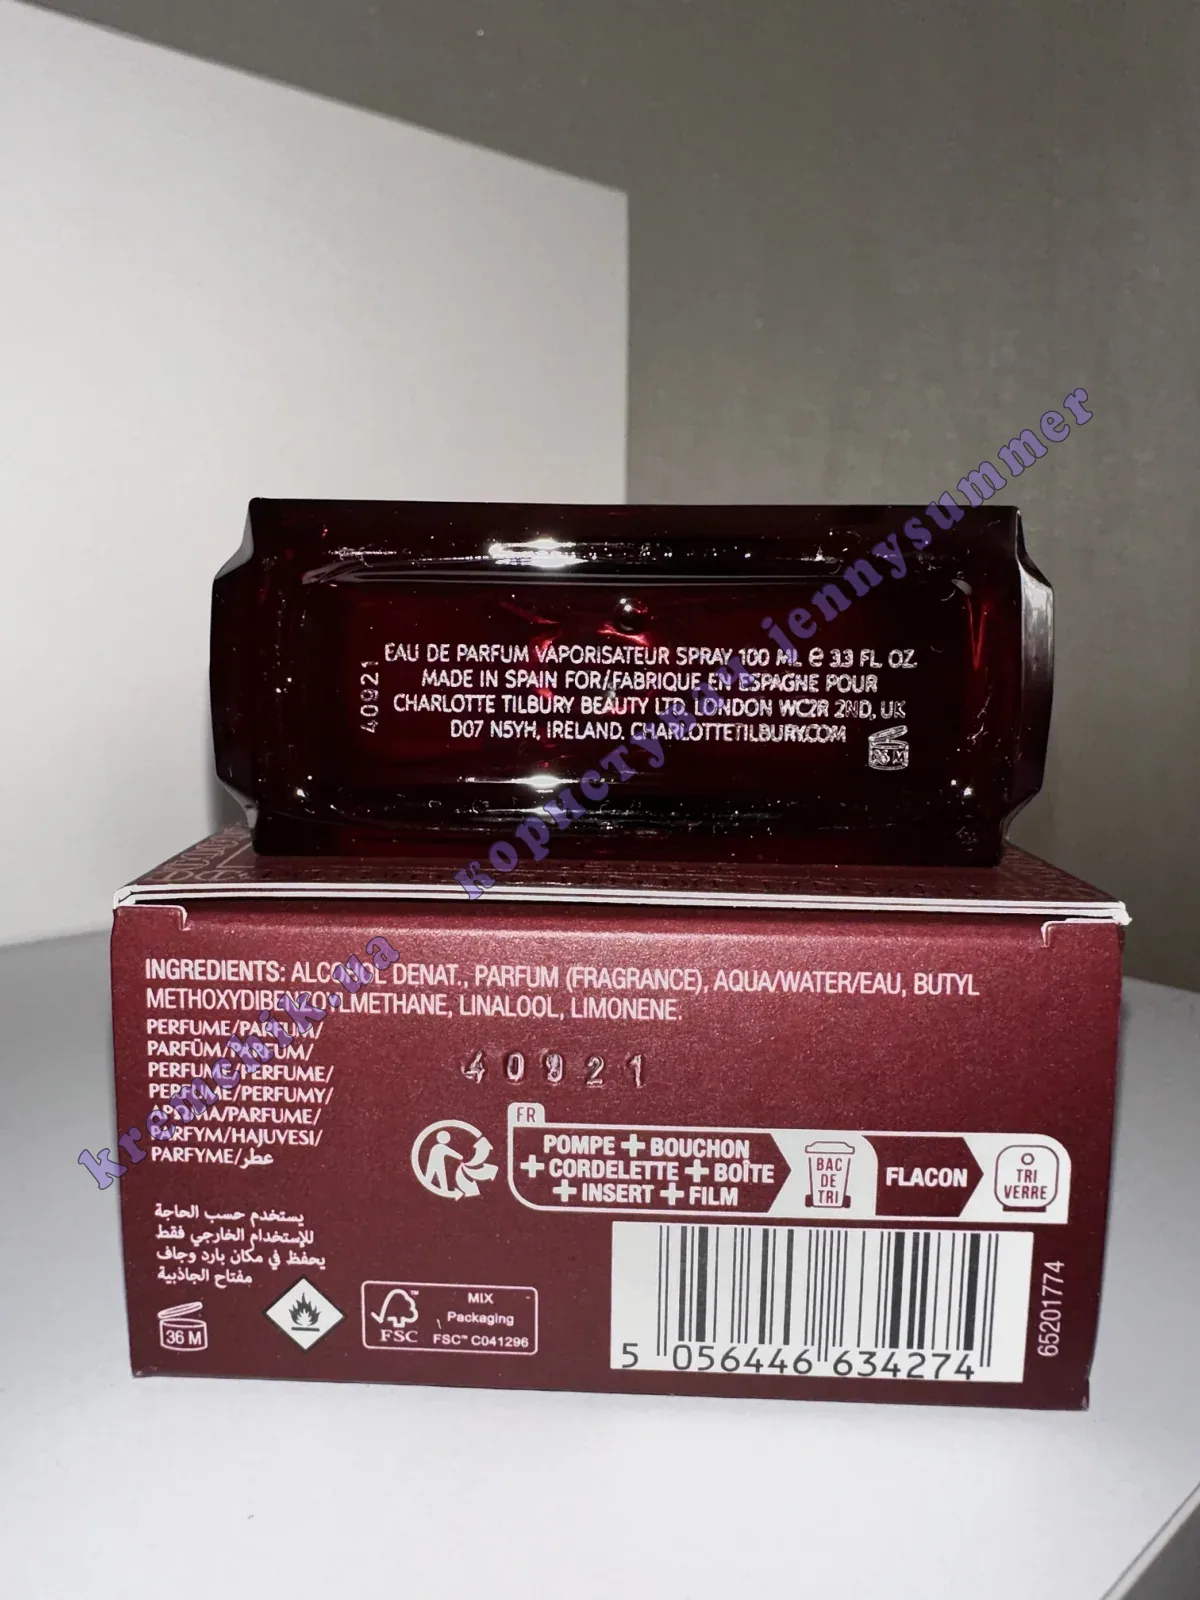 EAU DE PARFUM VAPORISATEUR SPRAY 100 ML e 3.3 FL OZ
MADE IN SPAIN FOR/FABRIQUE EN ESPAGNE POUR
CHARLOTTE TILBURY BEAUTY LTD. LONDON WC2R 2ND, UK
D07 N5YH, IRELAND. CHARLOTTETILBURY.COM
40921
36 M
INGREDIENTS: ALCOHOL DENAT., PARFUM (FRAGRANCE), AQUA/WATER/EAU, BUTYL
METHOXYDIBENZOYLMETHANE, LINALOOL, LIMONENE.
PERFUME/PARFUM/
PARFÜM/PARFUM/
PERFUME/PERFUME/
PERFUME/PERFUMY/
ΑΡΩΜΑ/PARFUME/
PARFYM/HAJUVESI/
PARFYME/عطر
40921
FR
POMPE + BOUCHON
+ CORDELETTE + BOÎTE
+ INSERT + FILM
BAC
DE
TRI
FLACON
TRI
VERRE
يستخدم حسب الحاجة
للإستخدام الخارجي فقط
يحفظ في مكان بارد وجاف
مفتاح الجاذبية
36 M
FSC™
MIX
Packaging
FSC™ C041296
5 056446 634274
65201774
kremchik.ua
користувач jennysummer